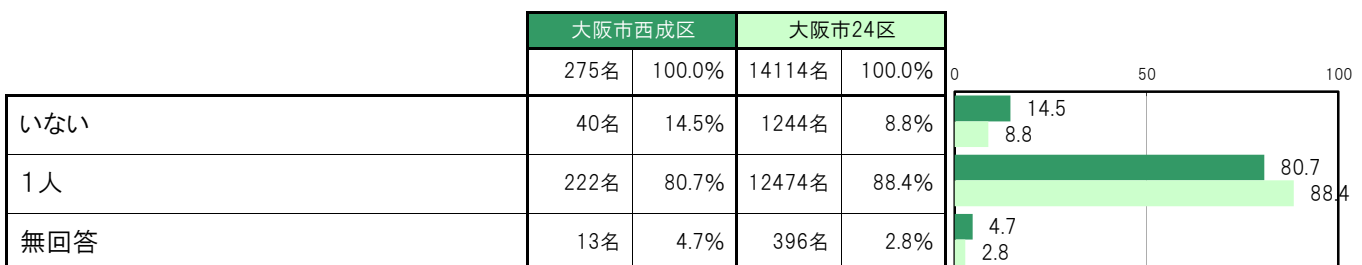 大阪市西成区 大阪市24区
275名 100.0% 14114名 100.0% 0 50 100
いない 40名 14.5% 1244名 8.8% 14.5
8.8
1人 222名 80.7% 12474名 88.4% 80.7
88.4
無回答 13名 4.7% 396名 2.8% 4.7
2.8